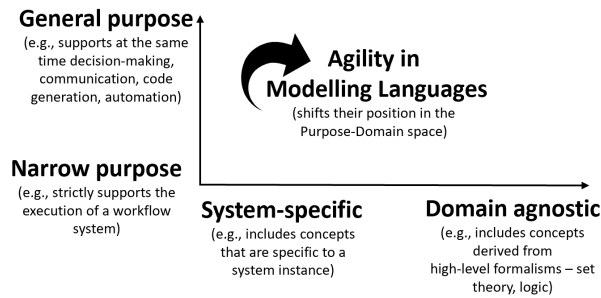 General purpose
(e.g., supports at the same
time decision-making,
communication, code
generation, automation)
Agility in
Modelling Languages
(shifts their position in the
Purpose-Domain space)
Narrow purpose
(e.g., strictly supports the
execution of a workflow
system)
System-specific
(e.g., includes concepts
that are specific to a
system instance)
Domain agnostic
(e.g., includes concepts
derived from
high-level formalisms – set
theory, logic)